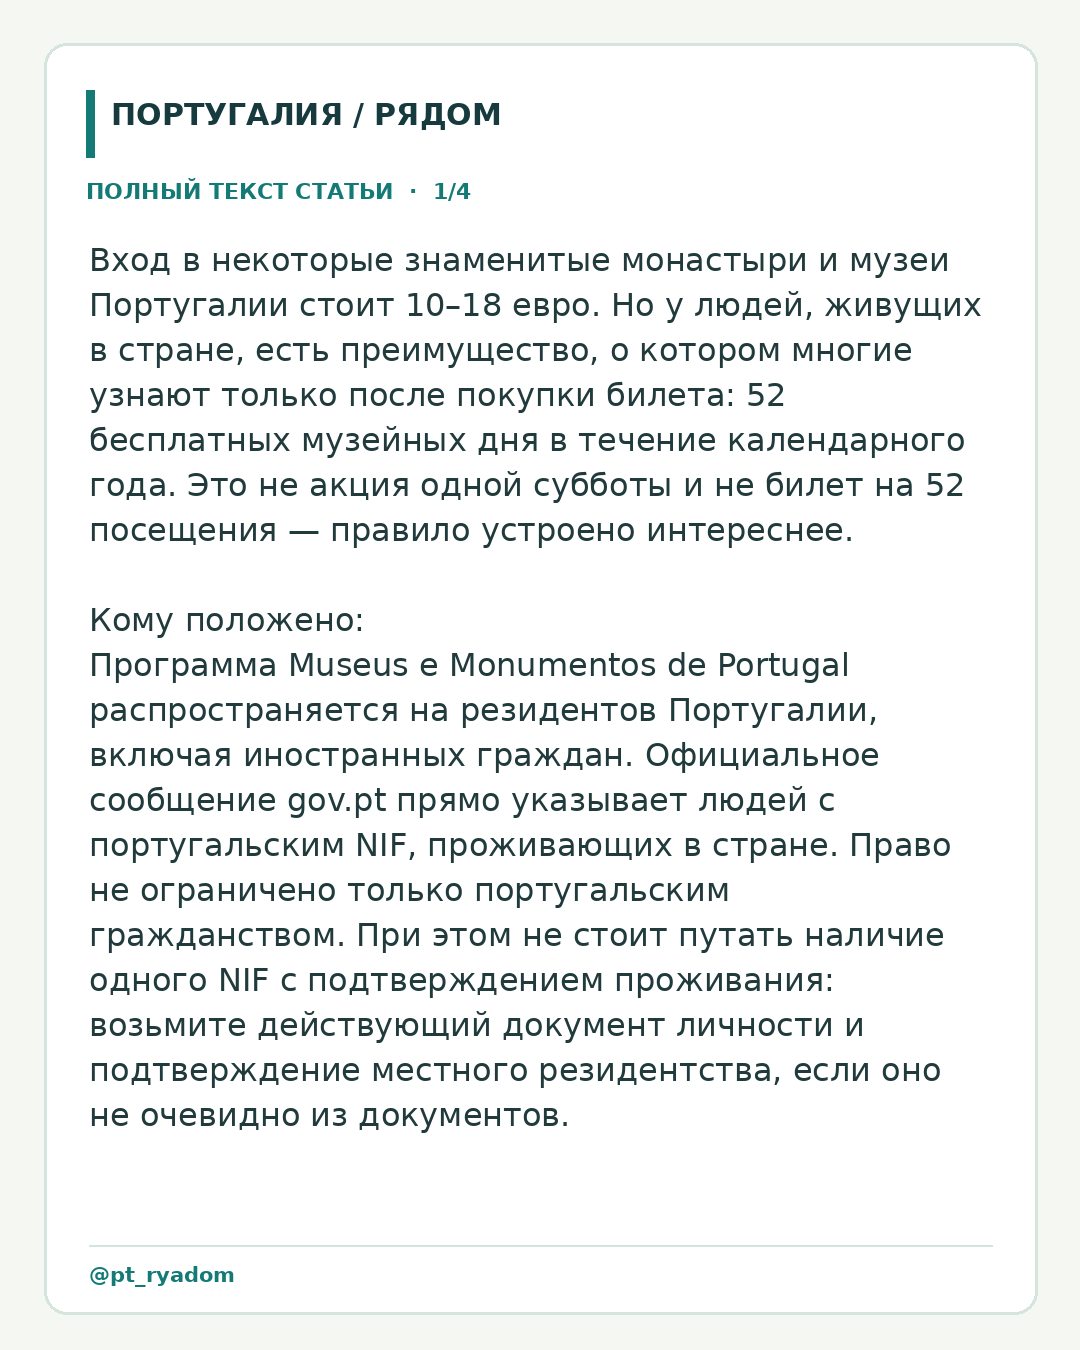 ПОРТУГАЛИЯ / РЯДОМ
ПОЛНЫЙ ТЕКСТ СТАТЬИ · 1/4
Вход в некоторые знаменитые монастыри и музеи
Португалии стоит 10–18 евро. Но у людей, живущих
в стране, есть преимущество, о котором многие
узнают только после покупки билета: 52
бесплатных музейных дня в течение календарного
года. Это не акция одной субботы и не билет на 52
посещения — правило устроено интереснее.
Кому положено:
Программа Museus e Monumentos de Portugal
распространяется на резидентов Португалии,
включая иностранных граждан. Официальное
сообщение gov.pt прямо указывает людей с
португальским NIF, проживающих в стране. Право
не ограничено только португальским
гражданством. При этом не стоит путать наличие
одного NIF с подтверждением проживания:
возьмите действующий документ личности и
подтверждение местного резидентства, если оно
не очевидно из документов.
@pt_ryadom